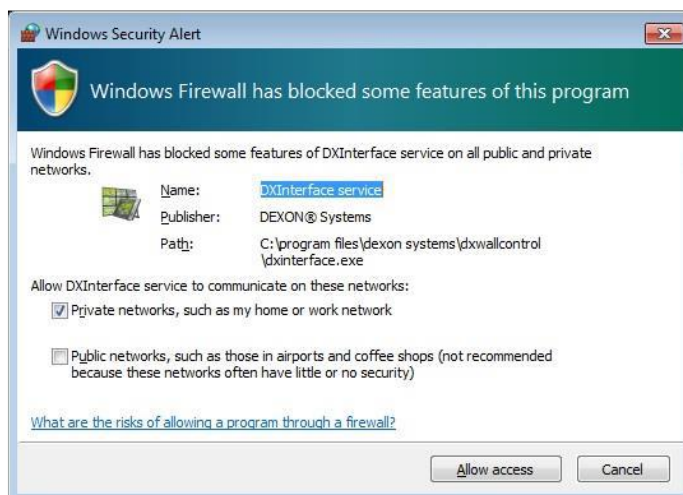 Windows Security Alert
Windows Firewall has blocked some features of this program
Windows Firewall has blocked some features of DXInterface service on all public and private
networks.
Name: DXInterface service
Publisher: DEXON® Systems
Path: C:\program files\dexon systems\dxwallcontrol
\dxinterface.exe
Allow DXInterface service to communicate on these networks:
Private networks, such as my home or work network
Public networks, such as those in airports and coffee shops (not recommended
because these networks often have little or no security)
What are the risks of allowing a program through a firewall?
Allow access Cancel